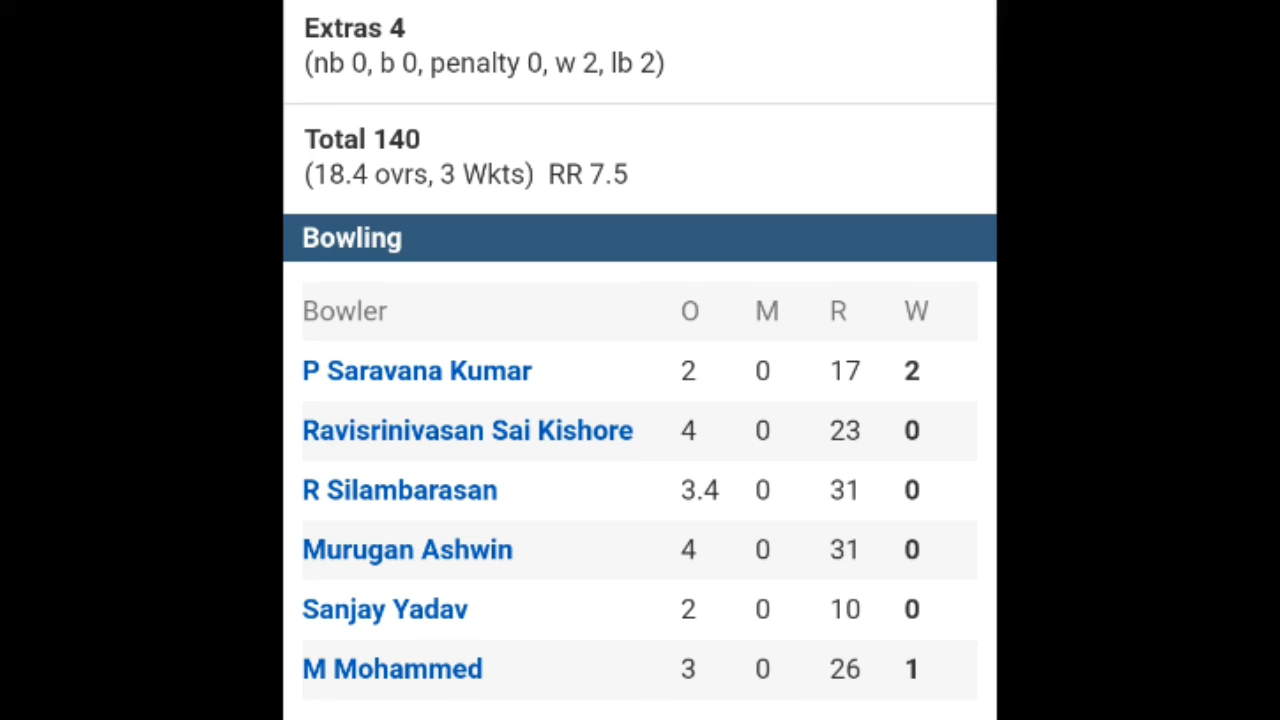 Extras 4
(nb 0, b 0, penalty 0, w 2, lb 2)
Total 140
(18.4 ovrs, 3 Wkts) RR 7.5
Bowling
Bowler O M R W
P Saravana Kumar 2 0 17 2
Ravisrinivasan Sai Kishore 4 0 23 0
R Silambarasan 3.4 0 31 0
Murugan Ashwin 4 0 31 0
Sanjay Yadav 2 0 10 0
M Mohammed 3 0 26 1